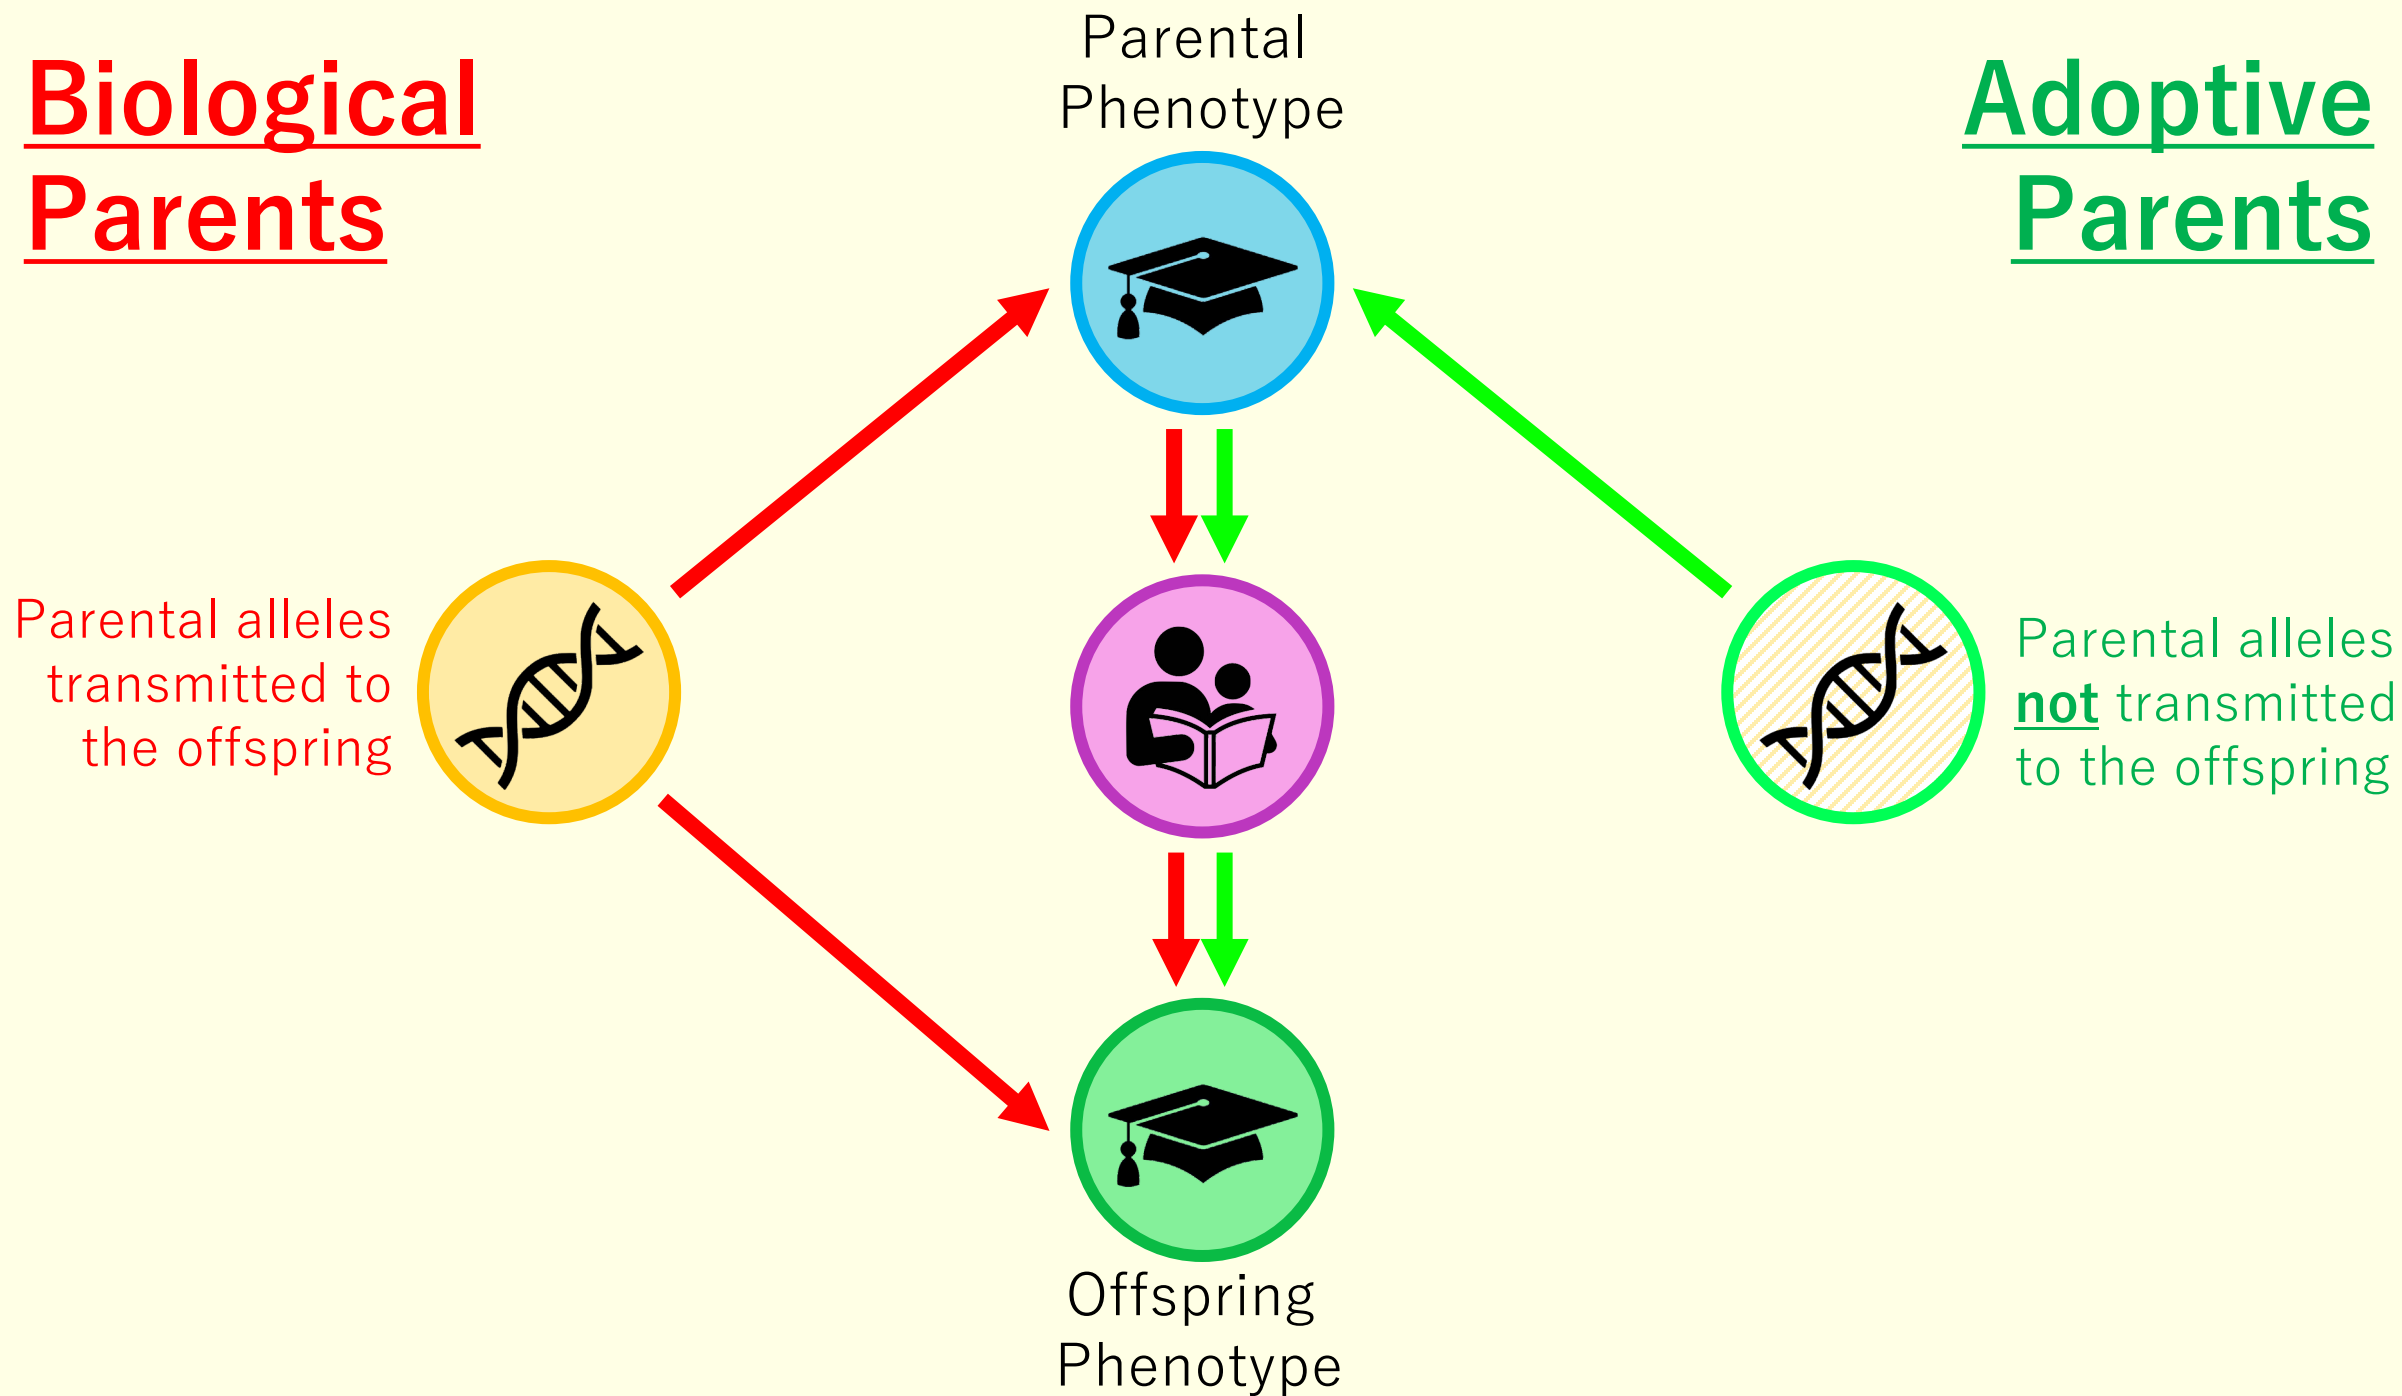 Biological
Parents
Parental
Phenotype
Adoptive
Parents
Parental alleles
transmitted to
the offspring
Parental alleles
not transmitted
to the offspring
Offspring
Phenotype